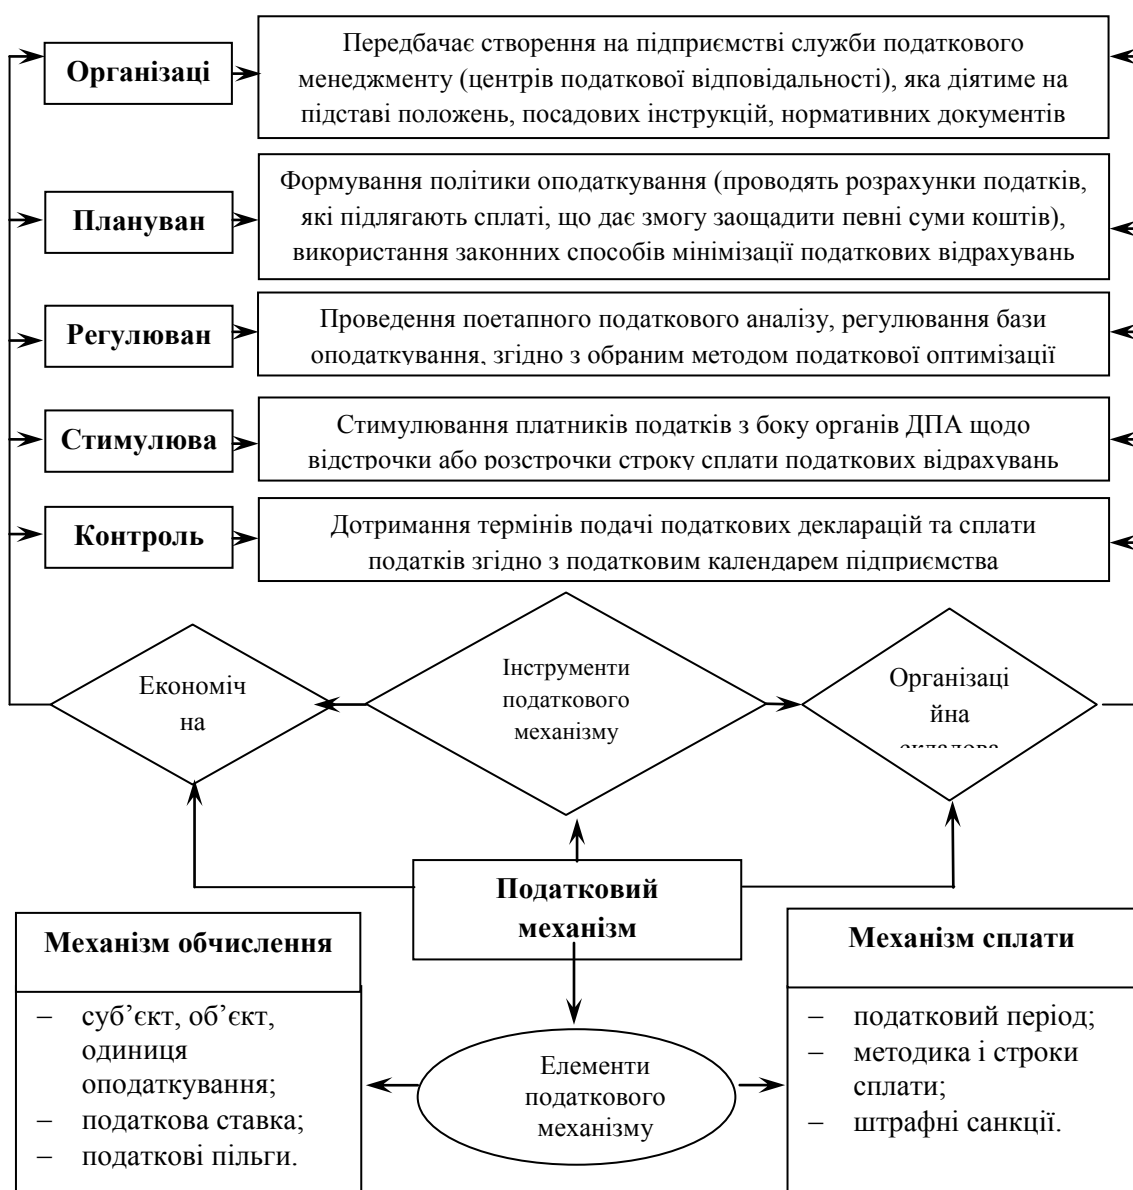 Організаці
Передбачає створення на підприємстві служби податкового
менеджменту (центрів податкової відповідальності), яка діятиме на
підставі положень, посадових інструкцій, нормативних документів
Плануван
Формування політики оподаткування (проводять розрахунки податків,
які підлягають сплаті, що дає змогу заощадити певні суми коштів),
використання законних способів мінімізації податкових відрахувань
Регулюван
Проведення поетапного податкового аналізу, регулювання бази
оподаткування, згідно з обраним методом податкової оптимізації
Стимулюва
Стимулювання платників податків з боку органів ДПА щодо
відстрочки або розстрочки строку сплати податкових відрахувань
Контроль
Дотримання термінів подачі податкових декларацій та сплати
податків згідно з податковим календарем підприємства
Економіч
на
Інструменти
податкового
механізму
Організаці
йна
складова
Податковий
механізм
Механізм обчислення
– суб’єкт, об’єкт,
одиниця
оподаткування;
– податкова ставка;
– податкові пільги.
Елементи
податкового
механізму
Механізм сплати
– податковий період;
– методика і строки
сплати;
– штрафні санкції.